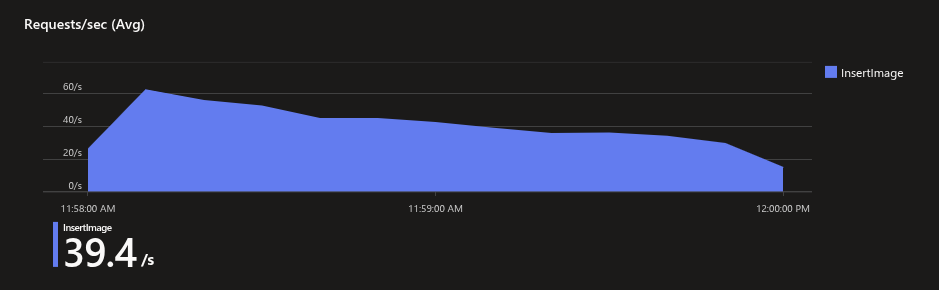 Requests/sec (Avg)
60/s
40/s
20/s
0/s
11:58:00 AM 11:59:00 AM 12:00:00 PM
InsertImage
InsertImage
39.4 /s